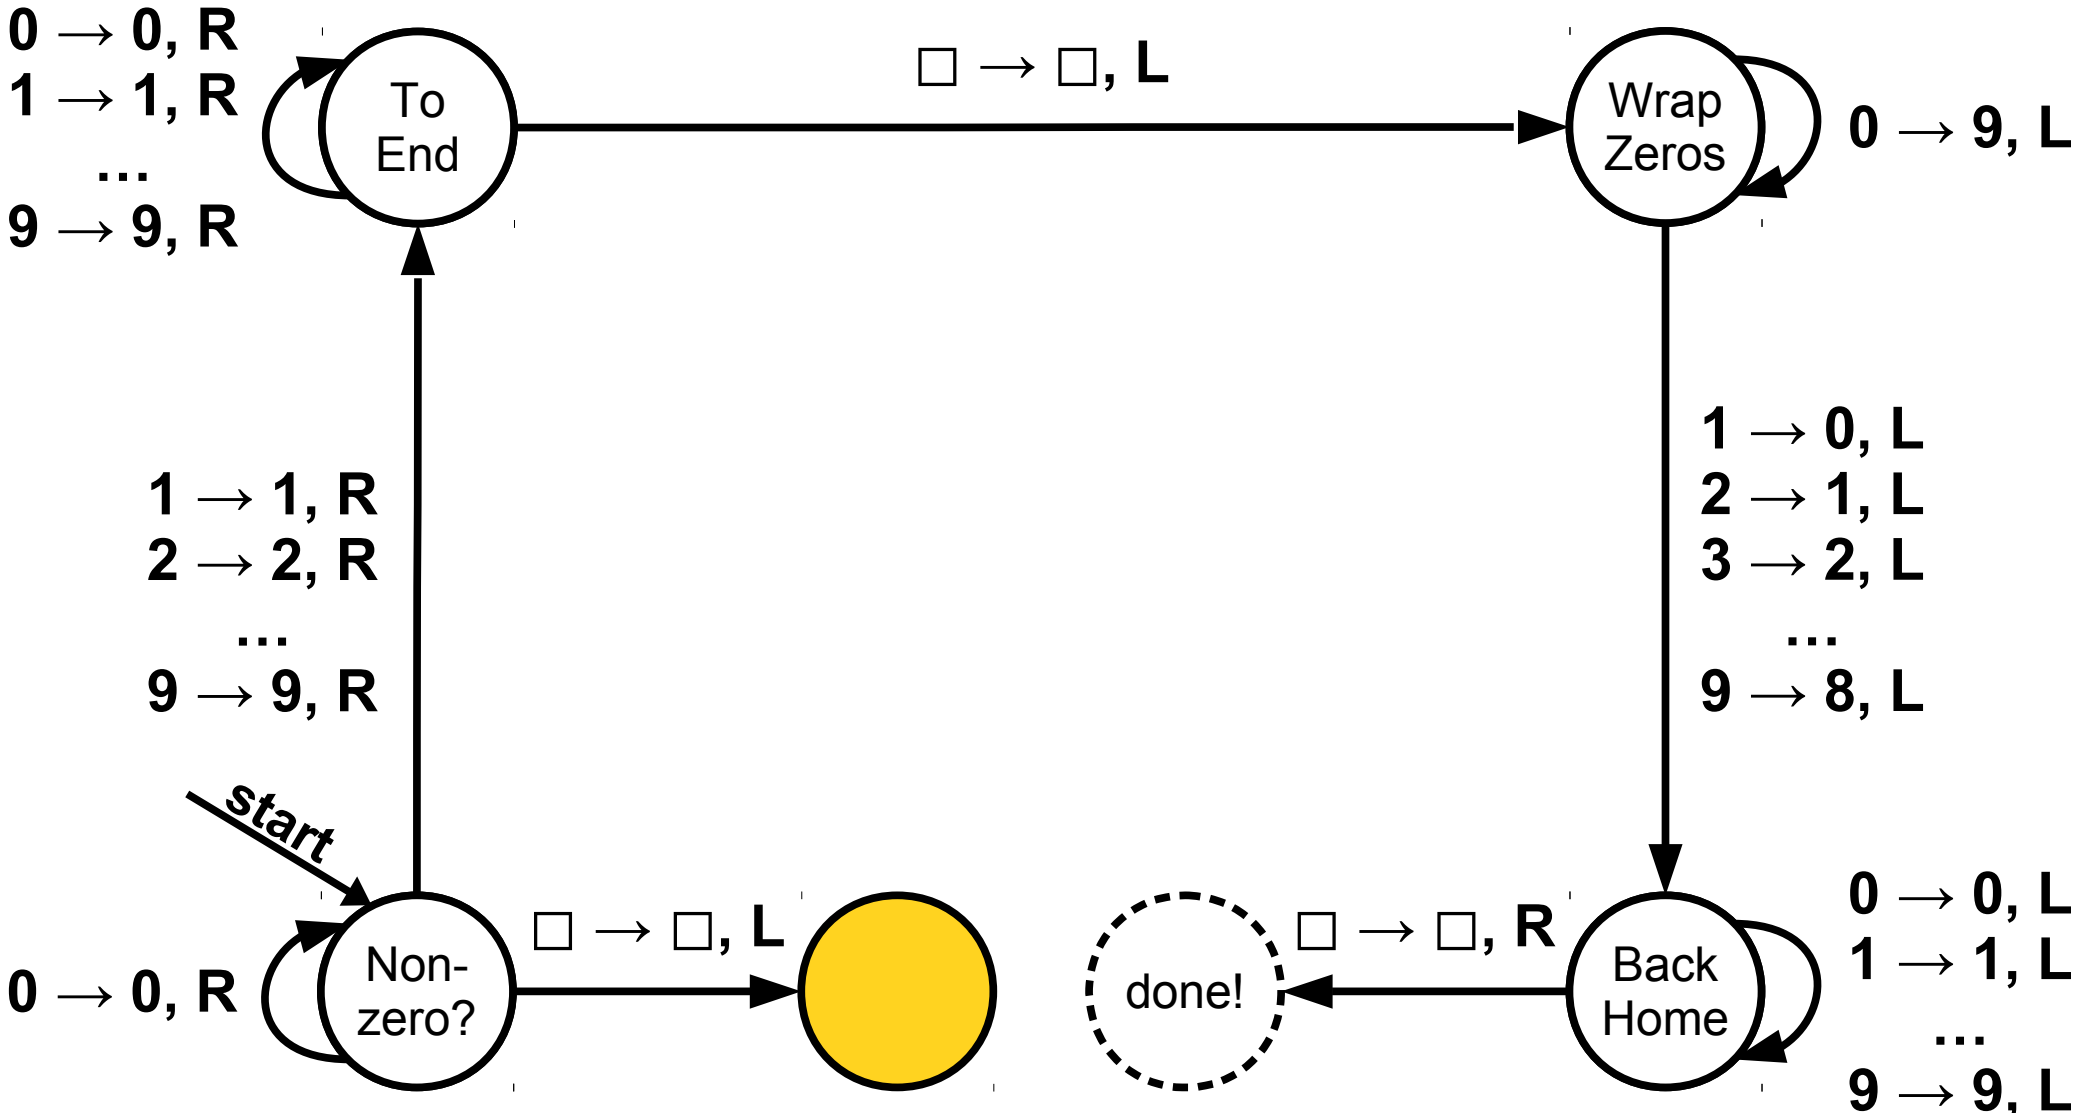 0 → 0, R
1 → 1, R
…
9 → 9, R
To
End
□ → □, L
Wrap
Zeros
0 → 9, L
1 → 1, R
2 → 2, R
…
9 → 9, R
1 → 0, L
2 → 1, L
3 → 2, L
…
9 → 8, L
start
0 → 0, R
Non-
zero?
□ → □, L
done!
□ → □, R
Back
Home
0 → 0, L
1 → 1, L
…
9 → 9, L